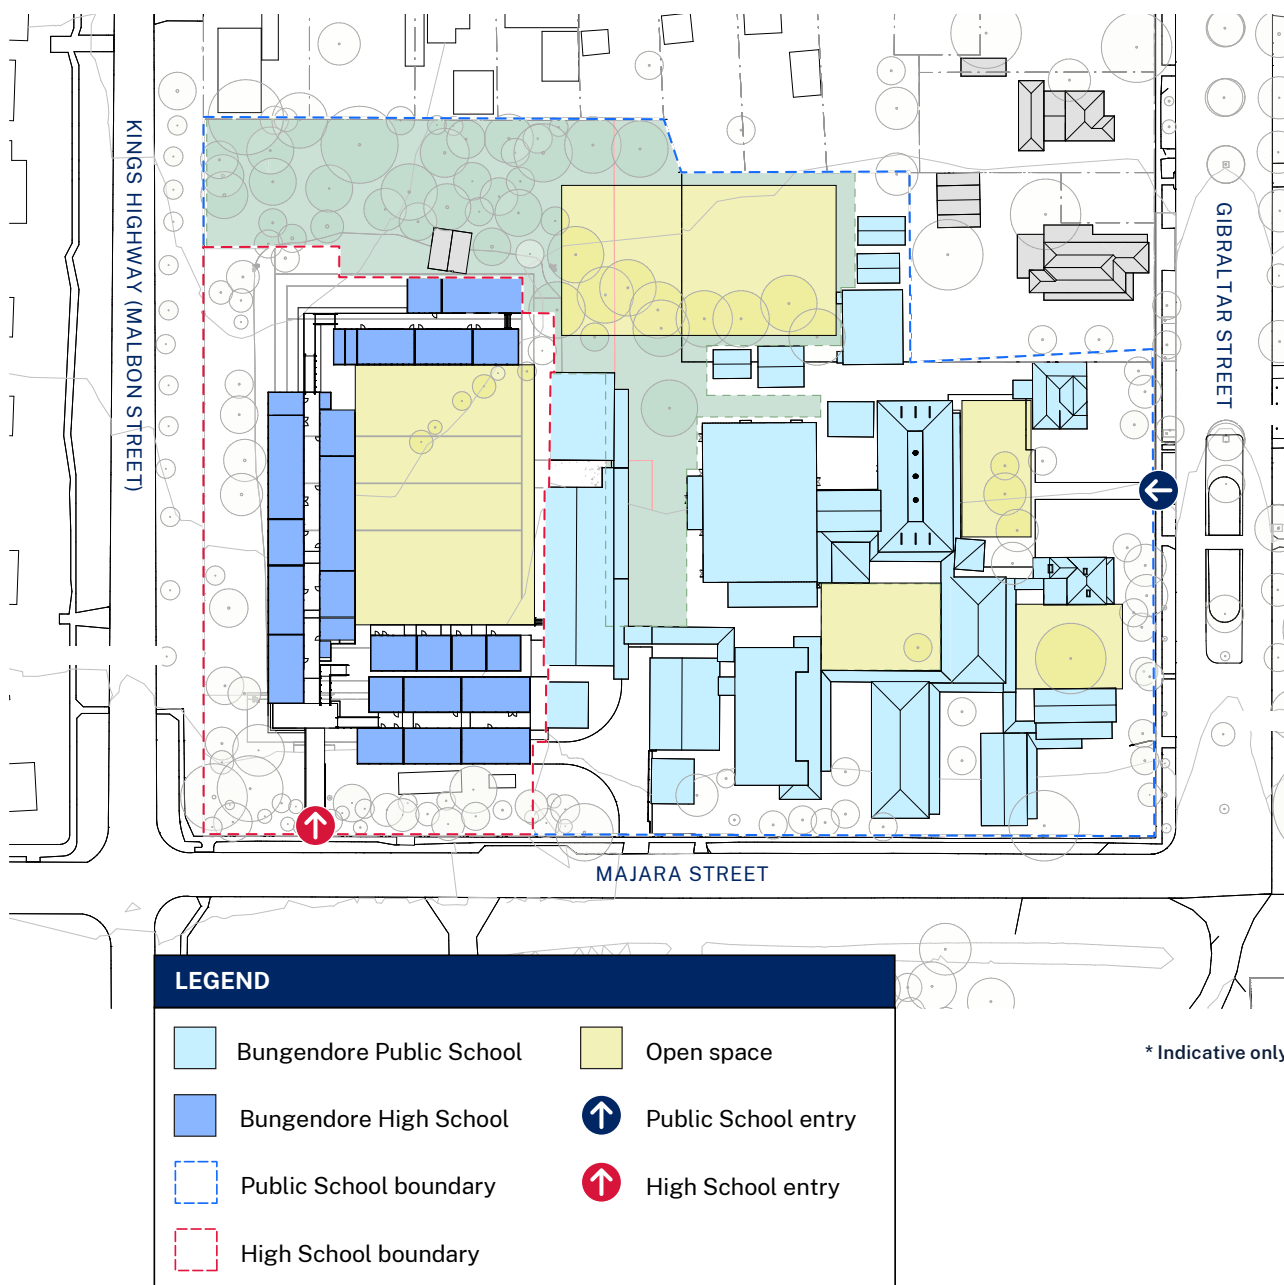 KINGS HIGHWAY (MALBON STREET)
GIBRALTAR STREET
MAJARA STREET
LEGEND
Bungendore Public School
Open space
Bungendore High School
Public School entry
Public School boundary
High School entry
High School boundary
* Indicative only